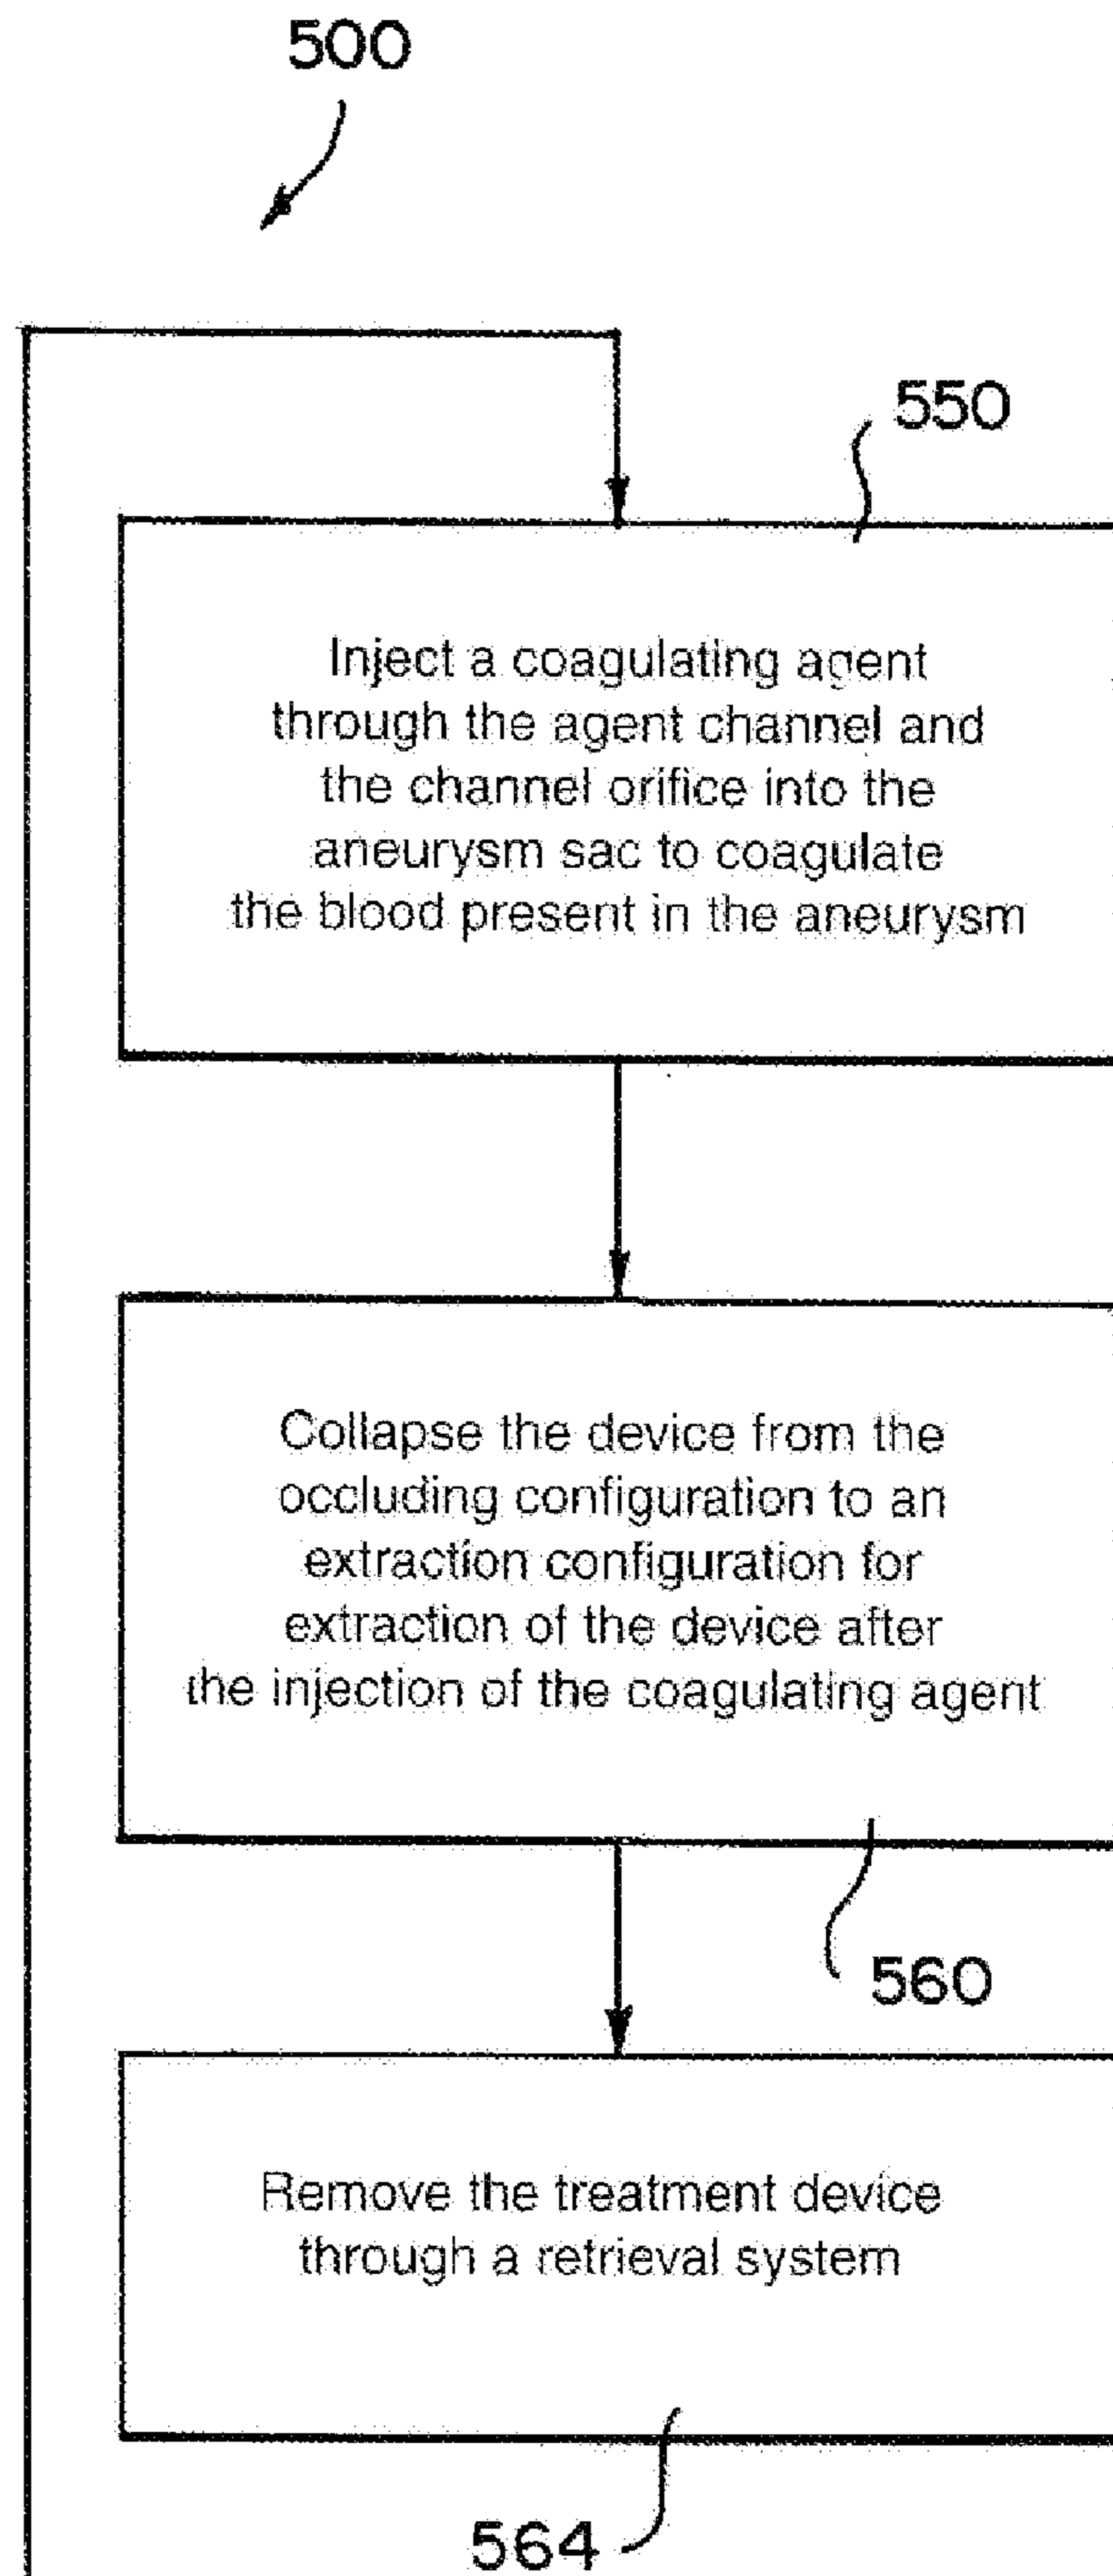 500
550
Inject a coagulating agent
through the agent channel and
the channel orifice into the
aneurysm sac to coagulate
the blood present in the aneurysm
Collapse the device from the
occluding configuration to an
extraction configuration for
extraction of the device after
the injection of the coagulating agent
560
Remove the treatment device
through a retrieval system
564